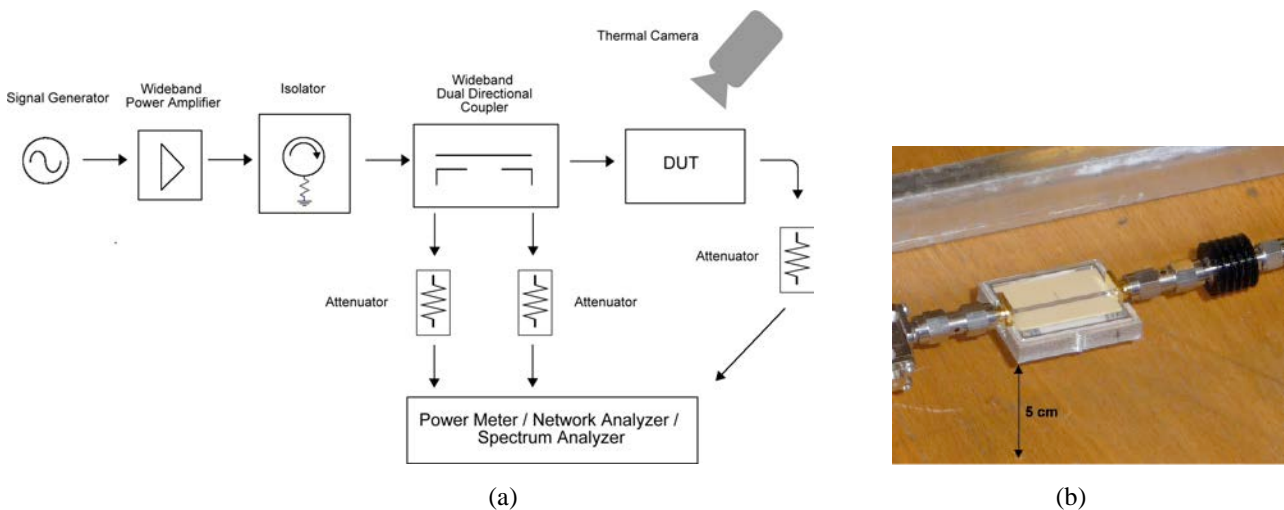 Thermal Camera
Wideband
Dual Directional
Coupler
Wideband
Power Amplifier
Isolator
Signal Generator
DUT
Attenuator
Attenuator
Attenuator
Power Meter / Network Analyzer /
Spectrum Analyzer
5 cm
(a)
(b)